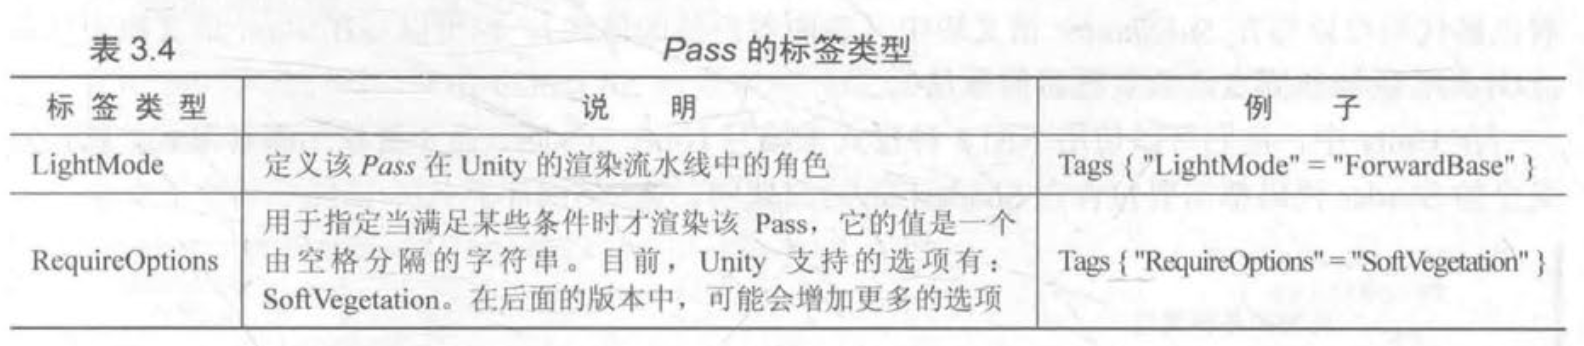 表 3.4 Pass 的标签类型
标 签 类 型 说 明 例 子
LightMode 定义该 Pass 在 Unity 的渲染流水线中的角色 Tags { "LightMode" = "ForwardBase" }
用于指定当满足某些条件时才渲染该 Pass，它的值是一个
由空格分隔的字符串。目前，Unity 支持的选项有：
SoftVegetation。在后面的版本中，可能会增加更多的选项
RequireOptions Tags { "RequireOptions" = "SoftVegetation" }